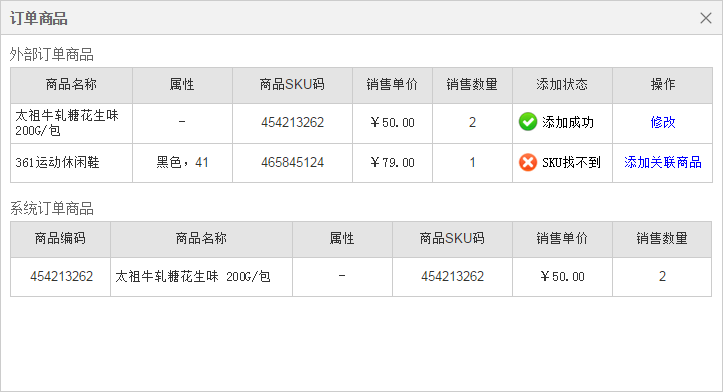 订单商品
外部订单商品
商品名称 属性 商品SKU码 销售单价 销售数量 添加状态 操作
太祖牛轧糖花生味 200G/包 - 454213262 ￥50.00 2 添加成功 修改
361运动休闲鞋 黑色，41 465845124 ￥79.00 1 SKU找不到 添加关联商品
系统订单商品
商品编码 商品名称 属性 商品SKU码 销售单价 销售数量
454213262 太祖牛轧糖花生味 200G/包 - 454213262 ￥50.00 2